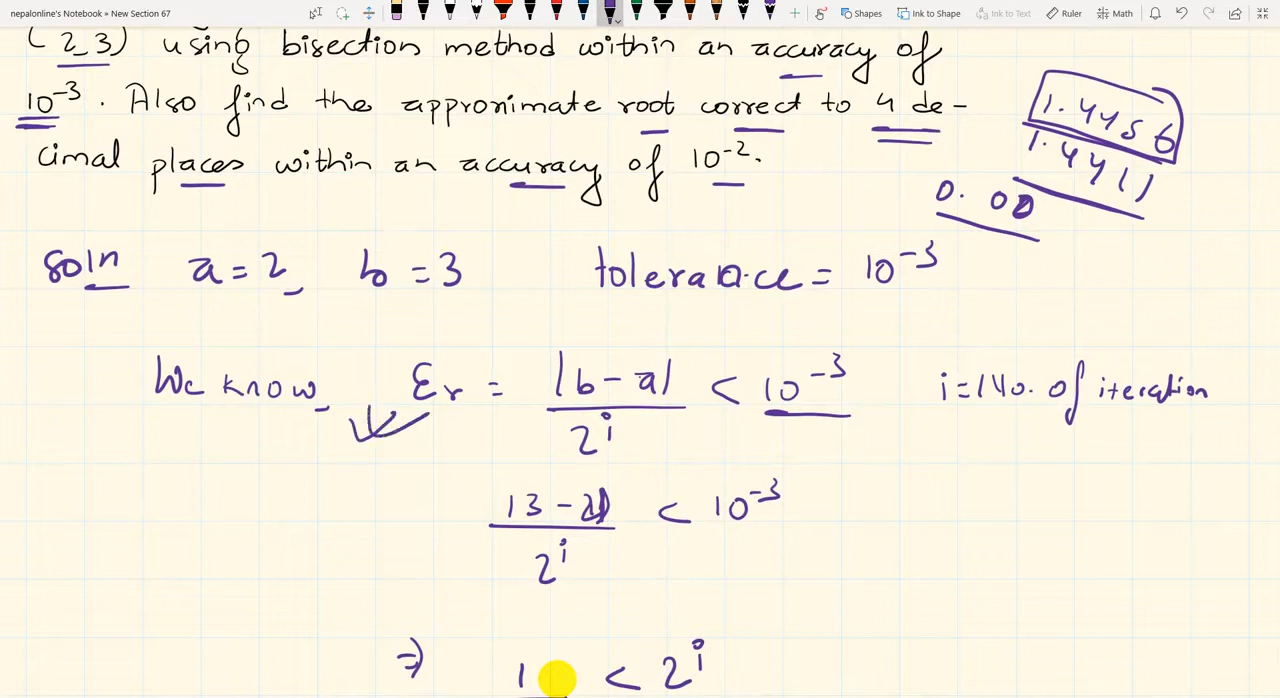 nepalonline's Notebook » New Section 67
Shapes Ink to Shape Ink to Text Ruler Math
(2, 3) using bisection method within an accuracy of
10⁻³. Also find the approximate root correct to 4 de-
cimal places within an accuracy of 10⁻².
1.4456
1.4411
0.00
Soln a = 2, b = 3 tolerance = 10⁻³
We know, Ɛr = |b - a| / 2^i < 10⁻³ i = No. of iteration
|3 - 2| / 2^i < 10⁻³
⇒ 1 < 2^i